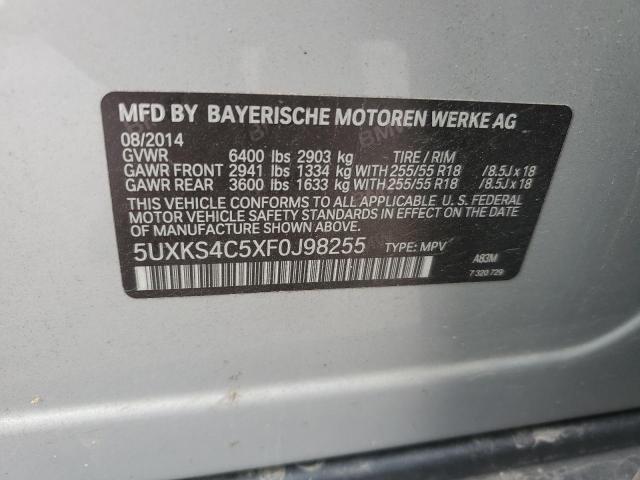 MFD BY BAYERISCHE MOTOREN WERKE AG
08/2014
GVWR 6400 lbs 2903 kg TIRE / RIM
GAWR FRONT 2941 lbs 1334 kg WITH 255/55 R18 /8.5J x 18
GAWR REAR 3600 lbs 1633 kg WITH 255/55 R18 /8.5J x 18
THIS VEHICLE CONFORMS TO ALL APPLICABLE U. S. FEDERAL
MOTOR VEHICLE SAFETY STANDARDS IN EFFECT ON THE DATE
OF MANUFACTURE SHOWN ABOVE.
5UXKS4C5XF0J98255 TYPE: MPV A83M
7 320 729